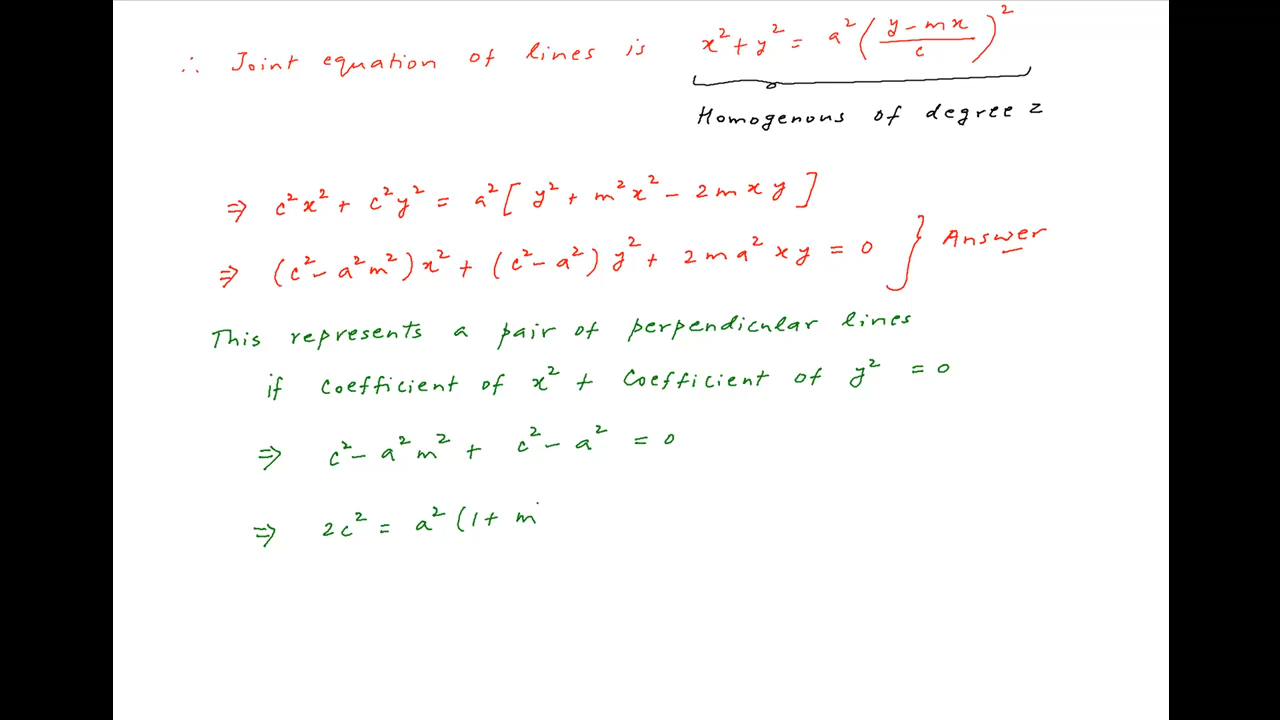 ∴ Joint equation of lines is x² + y² = a² ((y − mx)/c)²
Homogenous of degree 2
⇒ c²x² + c²y² = a² [ y² + m²x² − 2mxy ]
⇒ (c² − a²m²)x² + (c² − a²) y² + 2ma²xy = 0 } Answer
This represents a pair of perpendicular lines
if coefficient of x² + coefficient of y² = 0
⇒ c² − a²m² + c² − a² = 0
⇒ 2c² = a² (1 + m